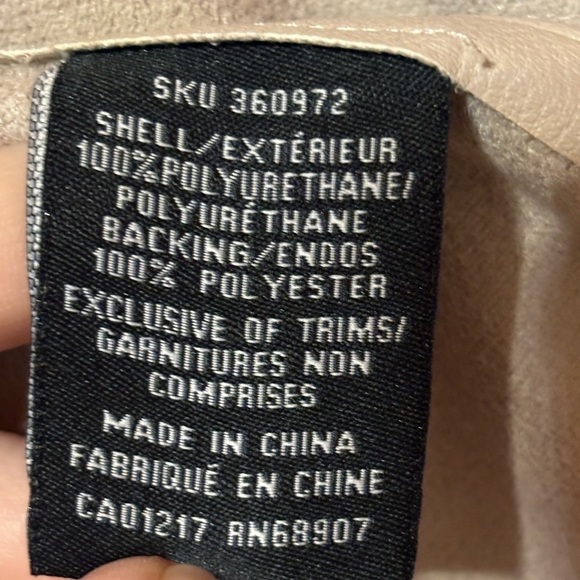 SKU 360972
SHELL/EXTÉRIEUR
100%POLYURETHANE/
POLYURÉTHANE
BACKING/ENDOS
100% POLYESTER
EXCLUSIVE OF TRIMS/
GARNITURES NON
COMPRISES
MADE IN CHINA
FABRIQUÉ EN CHINE
CA01217 RN68907